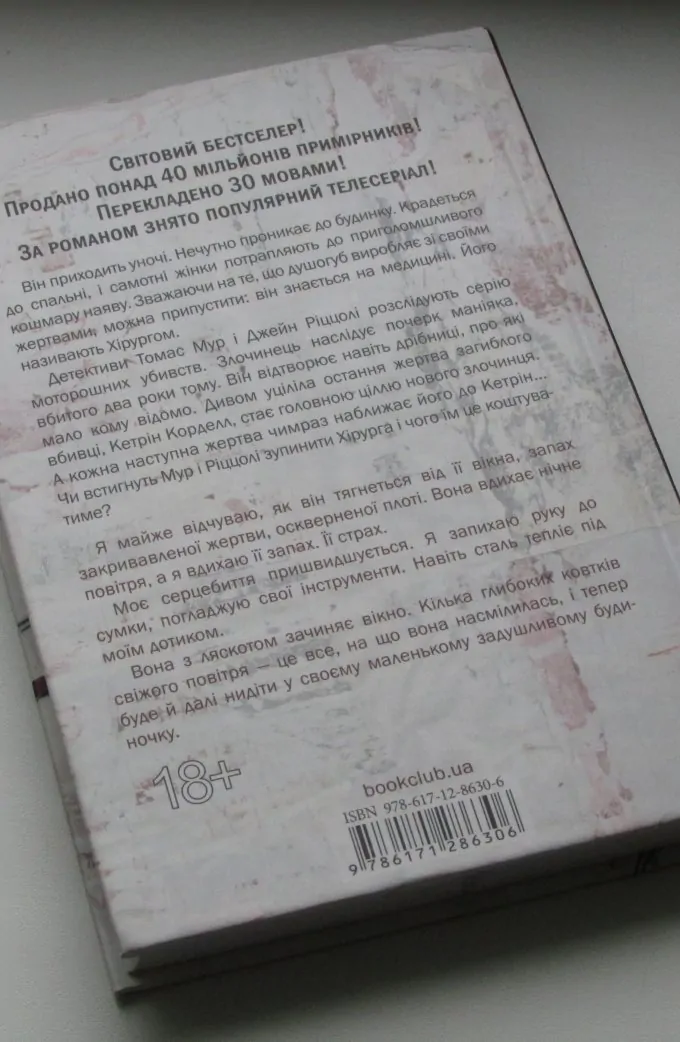 Світовий бестселер!
Продано понад 40 мільйонів примірників!
Перекладено 30 мовами!
За романом знято популярний телесеріал!
Він приходить уночі. Нечутно проникає до будинку. Крадеться
до спальні, і самотні жінки потрапляють до приголомшливого
кошмару наяву. Зважаючи на те, що душогуб виробляє зі своїми
жертвами, можна припустити: він знається на медицині. Його
називають Хірургом.
Детективи Томас Мур і Джейн Ріццолі розслідують серію
моторошних убивств. Злочинець наслідує почерк маніяка,
вбитого два роки тому. Він відтворює навіть дрібниці, про які
мало кому відомо. Дивом уціліла остання жертва загиблого
вбивці, Кетрін Корделл, стає головною ціллю нового злочинця.
А кожна наступна жертва чимраз наближає його до Кетрін...
Чи встигнуть Мур і Ріццолі зупинити Хірурга і чого їм це коштува-
тиме?
Я майже відчуваю, як він тягнеться від її вікна, запах
закривавленої жертви, оскверненої плоті. Вона вдихає нічне
повітря, а я вдихаю її запах. Її страх.
Моє серцебиття пришвидшується. Я запихаю руку до
сумки, погладжую свої інструменти. Навіть сталь тепліє під
моїм дотиком.
Вона з ляскотом зачиняє вікно. Кілька глибоких ковтків
свіжого повітря – це все, на що вона насмілилась, і тепер
буде й далі нидіти у своєму маленькому задушливому буди-
ночку.
18+
bookclub.ua
ISBN 978-617-12-8630-6
9 786171 286306